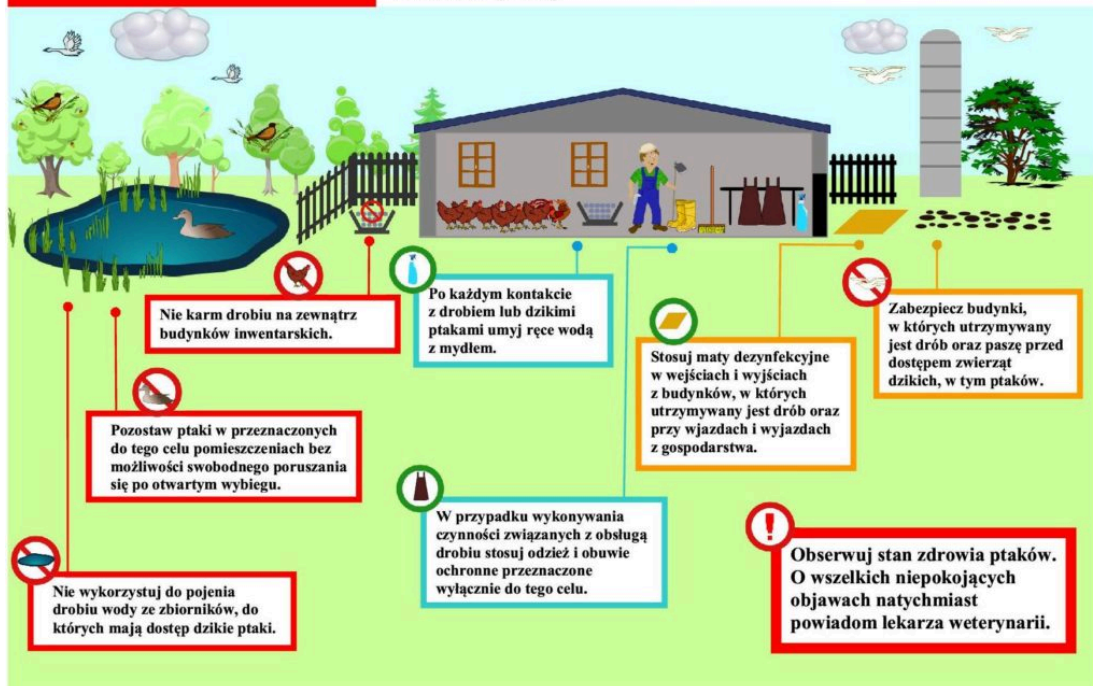 Nie karm drobiu na zewnątrz
budynków inwentarskich.
Po każdym kontakcie
z drobiem lub dzikimi
ptakami umyj ręce wodą
z mydłem.
Zabezpiecz budynki,
w których utrzymywany
jest drób oraz paszę przed
dostępem zwierząt
dzikich, w tym ptaków.
Stosuj maty dezynfekcyjne
w wejściach i wyjściach
z budynków, w których
utrzymywany jest drób oraz
przy wjazdach i wyjazdach
z gospodarstwa.
Pozostaw ptaki w przeznaczonych
do tego celu pomieszczeniach bez
możliwości swobodnego poruszania
się po otwartym wybiegu.
W przypadku wykonywania
czynności związanych z obsługą
drobiu stosuj odzież i obuwie
ochronne przeznaczone
wyłącznie do tego celu.
Nie wykorzystuj do pojenia
drobiu wody ze zbiorników, do
których mają dostęp dzikie ptaki.
!
Obserwuj stan zdrowia ptaków.
O wszelkich niepokojących
objawach natychmiast
powiadom lekarza weterynarii.